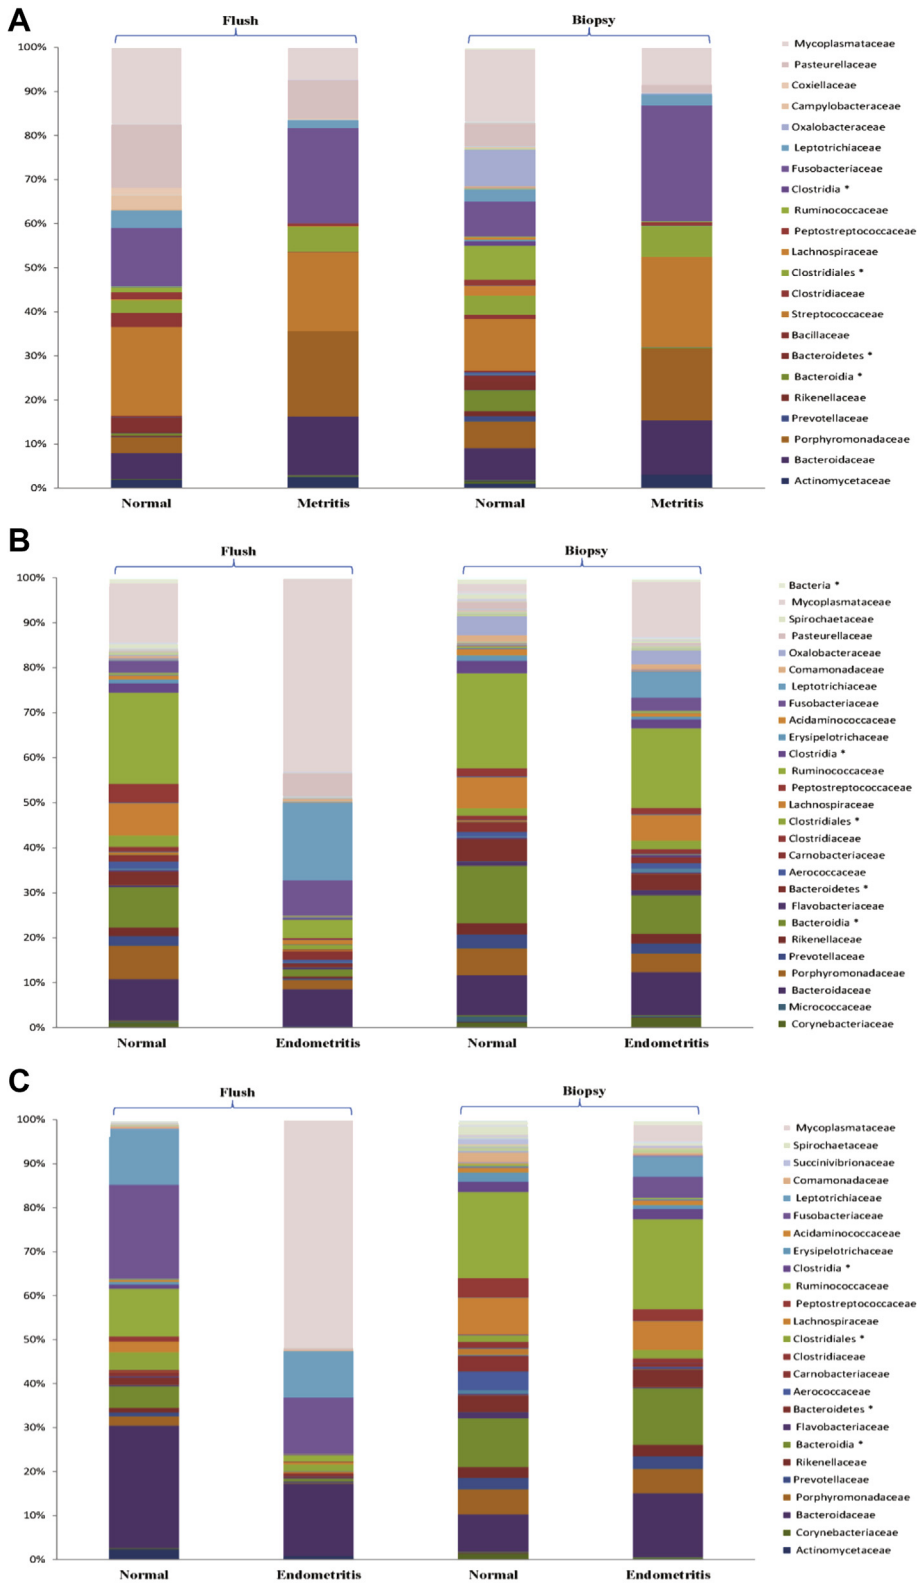 A
Flush
Biopsy
100%
90%
80%
70%
60%
50%
40%
30%
20%
10%
0%
Normal
Metritis
Normal
Metritis
Mycoplasmataceae
Pasteurellaceae
Coxiellaceae
Campylobacteraceae
Oxalobacteraceae
Leptotrichiaceae
Fusobacteriaceae
Clostridia *
Ruminococcaceae
Peptostreptococcaceae
Lachnospiraceae
Clostridiales *
Clostridiaceae
Streptococcaceae
Bacillaceae
Bacteroidetes *
Bacteroidia *
Rikenellaceae
Prevotellaceae
Porphyromonadaceae
Bacteroidaceae
Actinomycetaceae
B
Flush
Biopsy
100%
90%
80%
70%
60%
50%
40%
30%
20%
10%
0%
Normal
Endometritis
Normal
Endometritis
Bacteria *
Mycoplasmataceae
Spirochaetaceae
Pasteurellaceae
Oxalobacteraceae
Comamonadaceae
Leptotrichiaceae
Fusobacteriaceae
Acidaminococcaceae
Erysipelotrichaceae
Clostridia *
Ruminococcaceae
Peptostreptococcaceae
Lachnospiraceae
Clostridiales *
Clostridiaceae
Carnobacteriaceae
Aerococcaceae
Bacteroidetes *
Flavobacteriaceae
Bacteroidia *
Rikenellaceae
Prevotellaceae
Porphyromonadaceae
Bacteroidaceae
Micrococcaceae
Corynebacteriaceae
C
Flush
Biopsy
100%
90%
80%
70%
60%
50%
40%
30%
20%
10%
0%
Normal
Endometritis
Normal
Endometritis
Mycoplasmataceae
Spirochaetaceae
Succinivibrionaceae
Comamonadaceae
Leptotrichiaceae
Fusobacteriaceae
Acidaminococcaceae
Erysipelotrichaceae
Clostridia *
Ruminococcaceae
Peptostreptococcaceae
Lachnospiraceae
Clostridiales *
Clostridiaceae
Carnobacteriaceae
Aerococcaceae
Bacteroidetes *
Flavobacteriaceae
Bacteroidia *
Rikenellaceae
Prevotellaceae
Porphyromonadaceae
Bacteroidaceae
Corynebacteriaceae
Actinomycetaceae